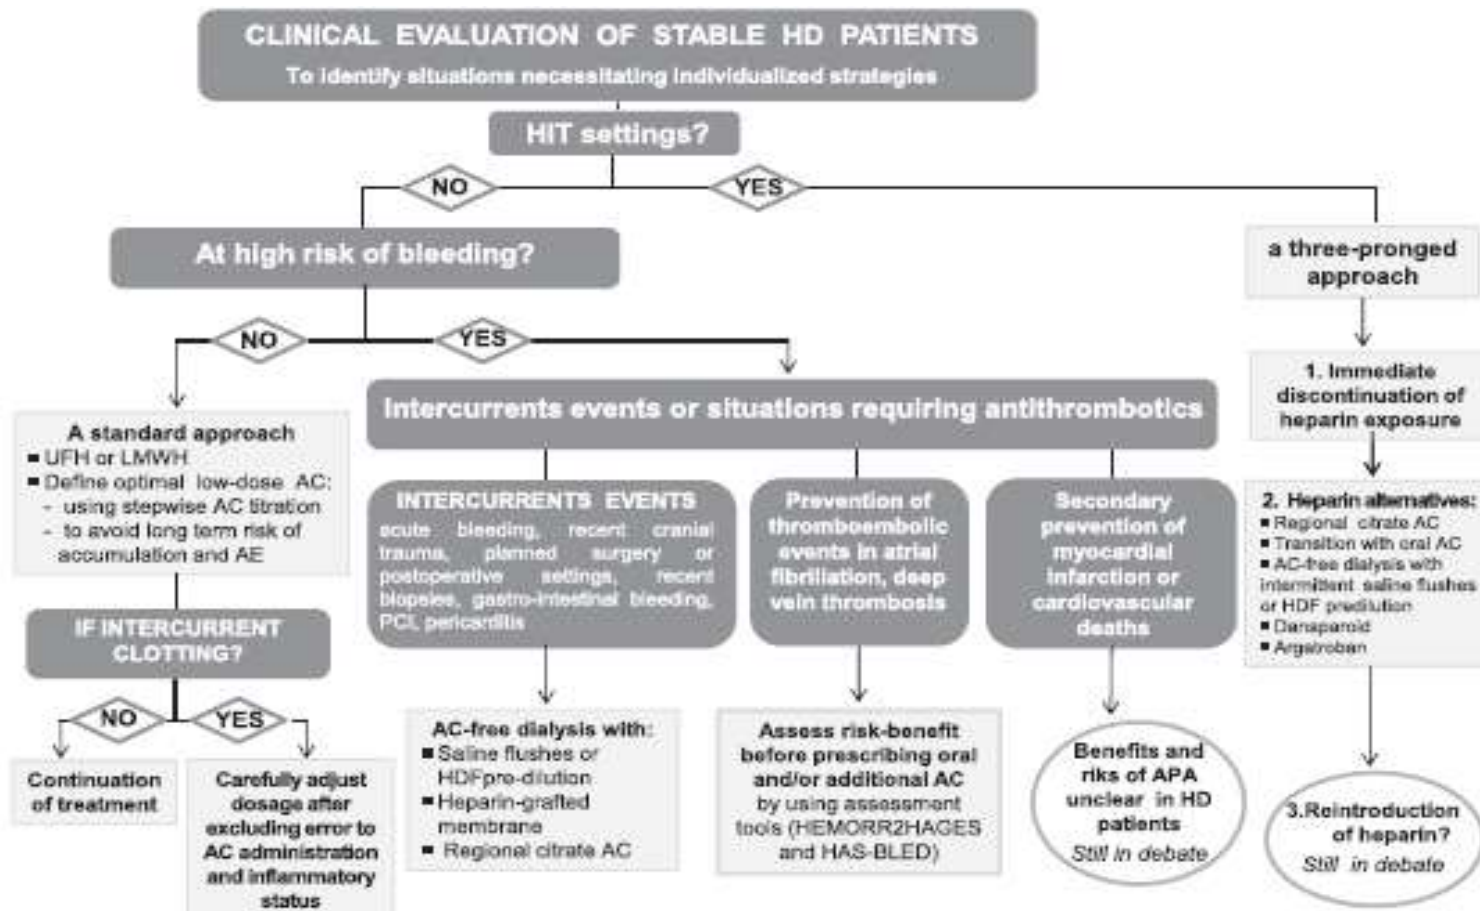 CLINICAL EVALUATION OF STABLE HD PATIENTS
To identify situations necessitating individualized strategies
HIT settings?
NO
YES
At high risk of bleeding?
a three-pronged
approach
NO
YES
1. Immediate
discontinuation of
heparin exposure
Intercurrents events or situations requiring antithrombotics
A standard approach
▪ UFH or LMWH
▪ Define optimal low-dose AC:
- using stepwise AC titration
- to avoid long term risk of
accumulation and AE
INTERCURRENTS EVENTS
acute bleeding, recent cranial
trauma, planned surgery or
postoperative settings, recent
biopsies, gastro-intestinal bleeding,
PCI, pericarditis
Prevention of
thromboembolic
events in atrial
fibrillation, deep
vein thrombosis
Secondary
prevention of
myocardial
infarction or
cardiovascular
deaths
2. Heparin alternatives:
▪ Regional citrate AC
▪ Transition with oral AC
▪ AC-free dialysis with
intermittent saline flushes
or HDF predilution
▪ Danaparoid
▪ Argatroban
IF INTERCURRENT
CLOTTING?
NO
YES
Continuation
of treatment
Carefully adjust
dosage after
excluding error to
AC administration
and inflammatory
status
AC-free dialysis with:
▪ Saline flushes or
HDFpre-dilution
▪ Heparin-grafted
membrane
▪ Regional citrate AC
Assess risk-benefit
before prescribing oral
and/or additional AC
by using assessment
tools (HEMORR2HAGES
and HAS-BLED)
Benefits and
riks of APA
unclear in HD
patients
Still in debate
3.Reintroduction
of heparin?
Still in debate